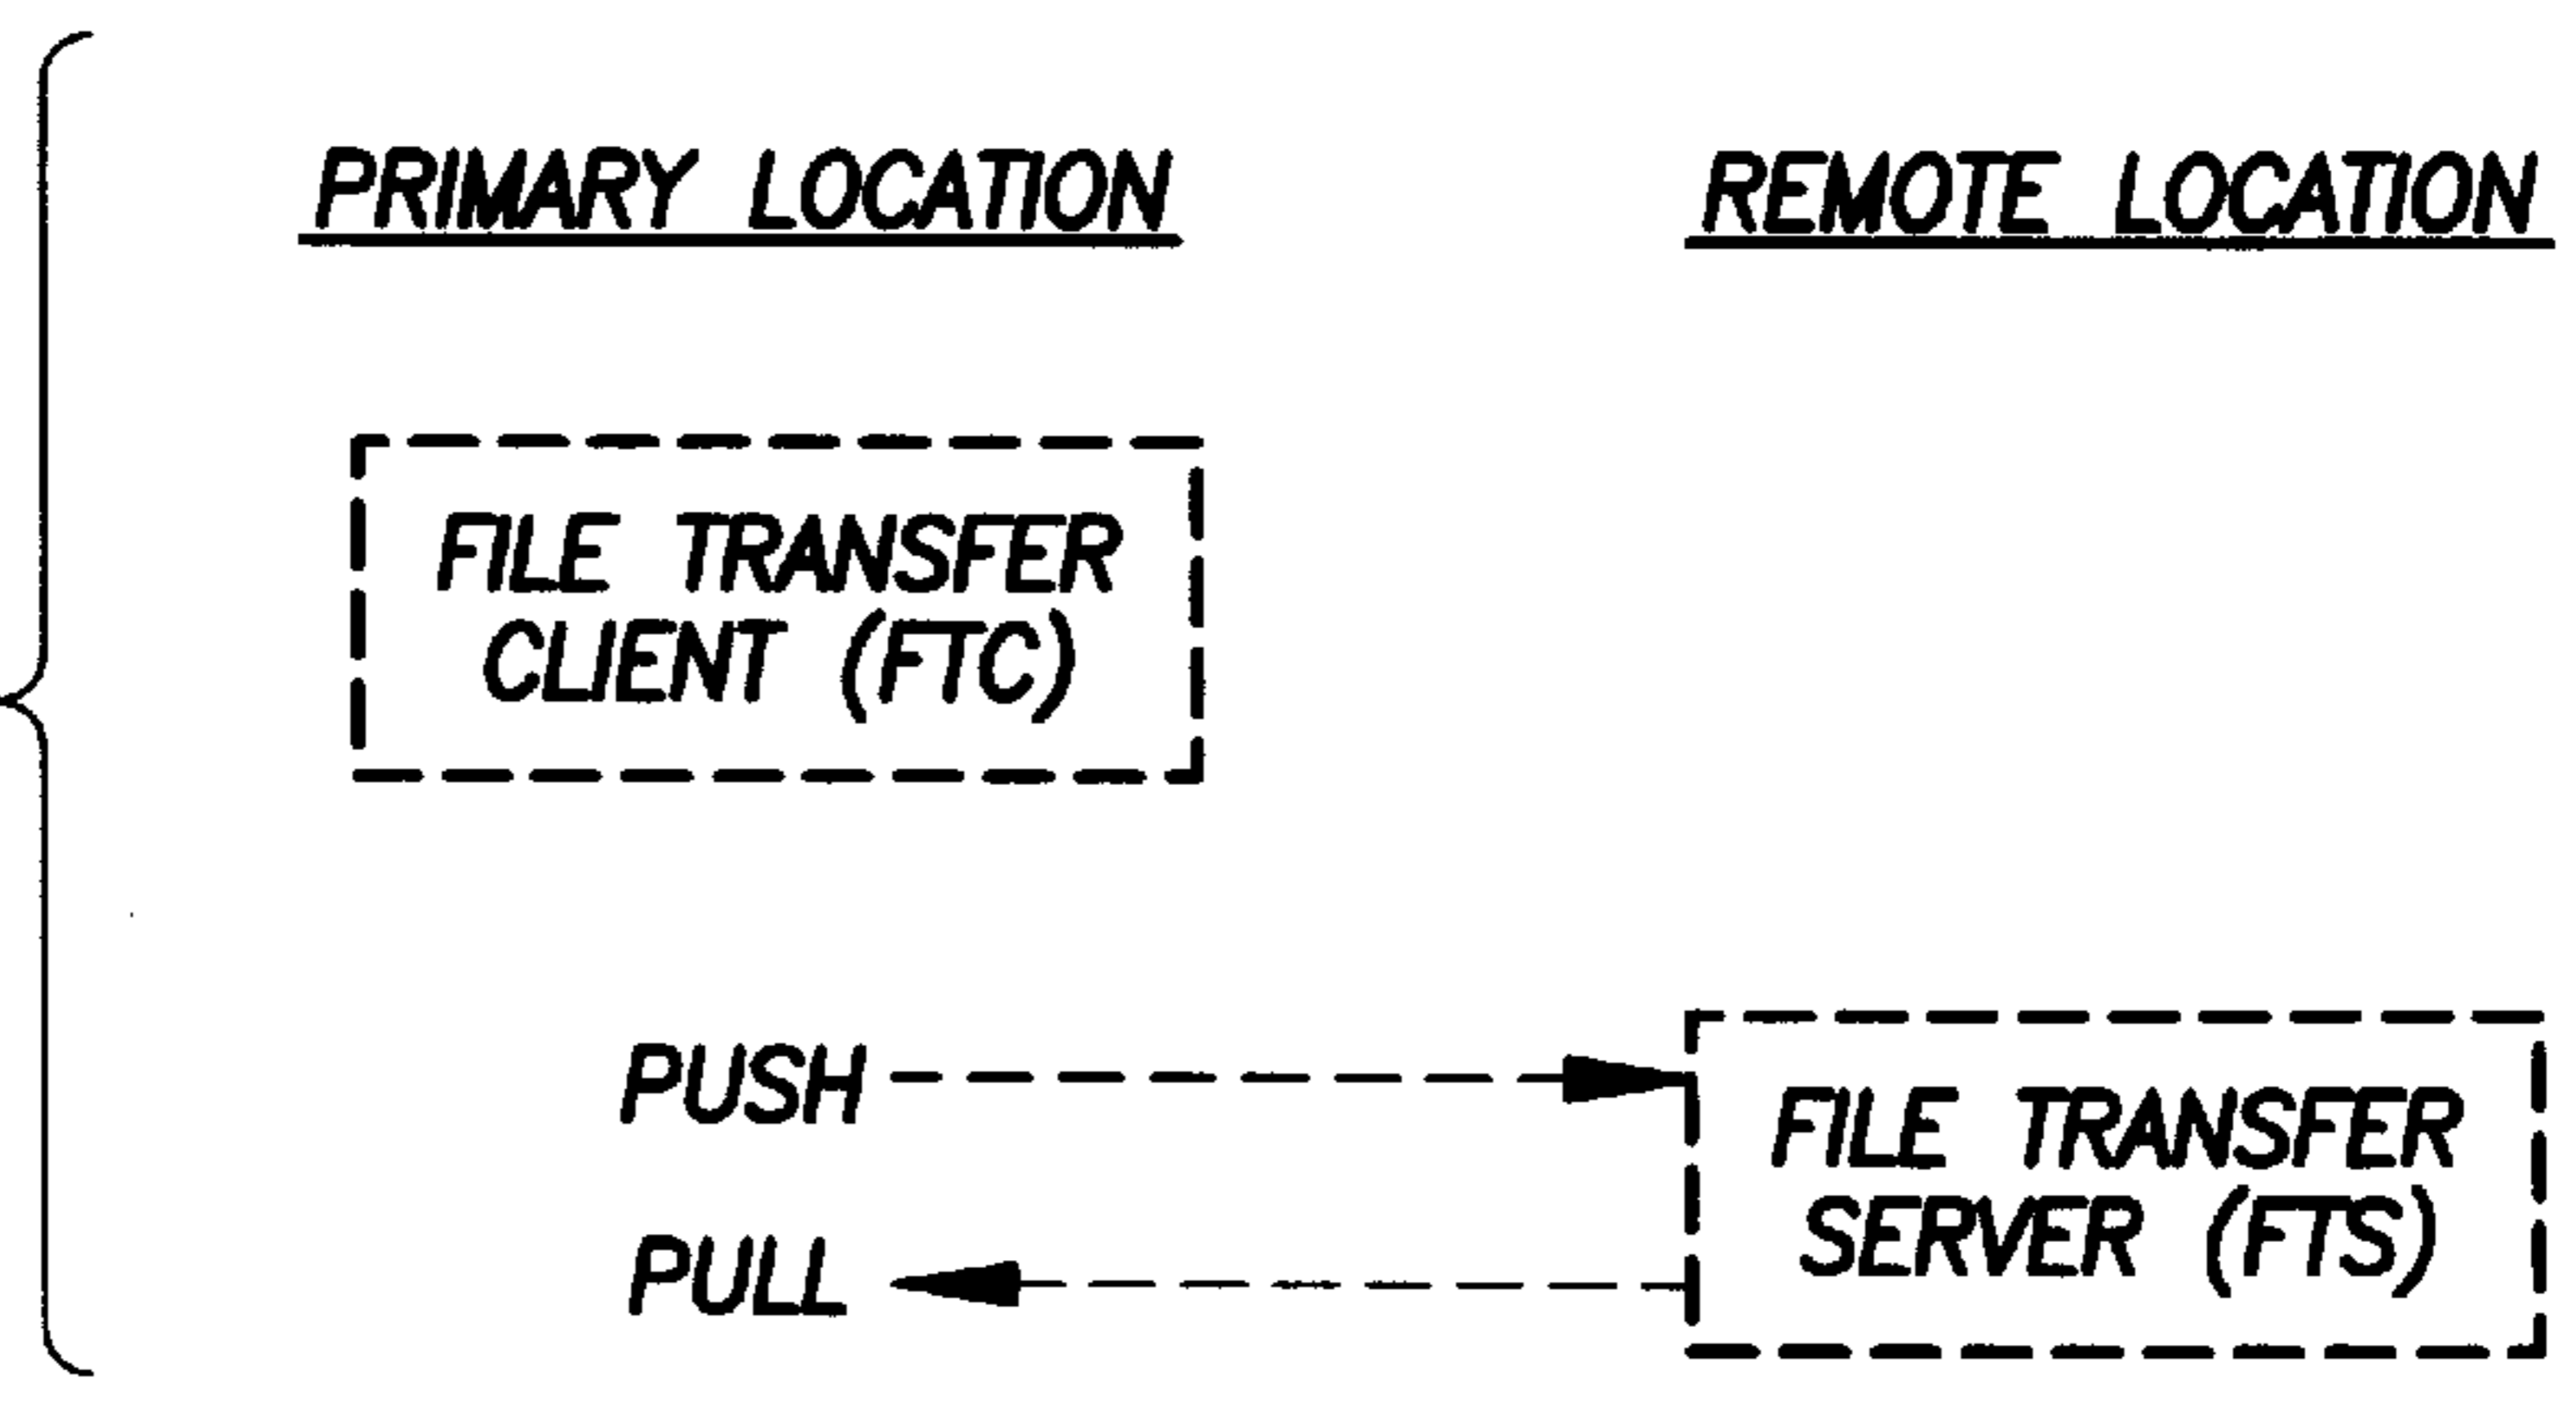 PRIMARY LOCATION
REMOTE LOCATION
FILE TRANSFER
CLIENT (FTC)
PUSH
PULL
FILE TRANSFER
SERVER (FTS)